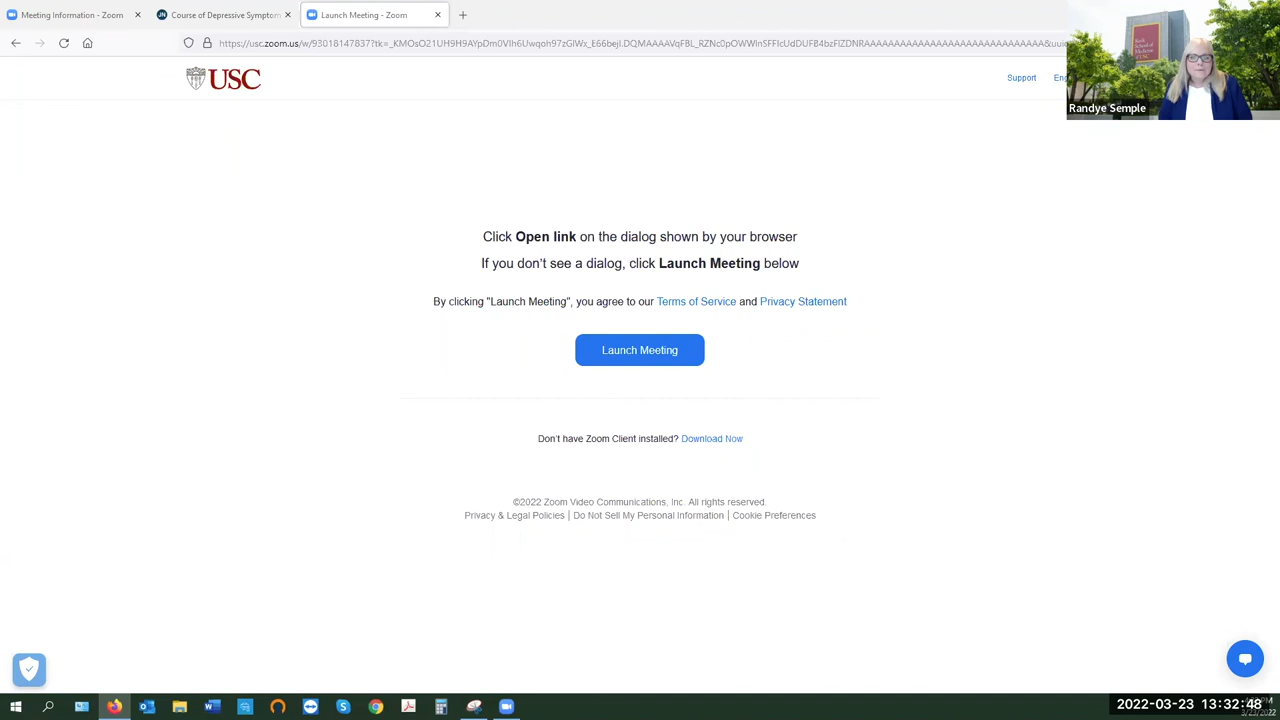 Meeting Information - Zoom
Course of Depressive Symptom
Launch Meeting - Zoom
USC
Support
Randye Semple
Click Open link on the dialog shown by your browser
If you don't see a dialog, click Launch Meeting below
By clicking "Launch Meeting", you agree to our Terms of Service and Privacy Statement
Launch Meeting
Don't have Zoom Client installed? Download Now
©2022 Zoom Video Communications, Inc. All rights reserved.
Privacy & Legal Policies | Do Not Sell My Personal Information | Cookie Preferences
2022-03-23 13:32:48